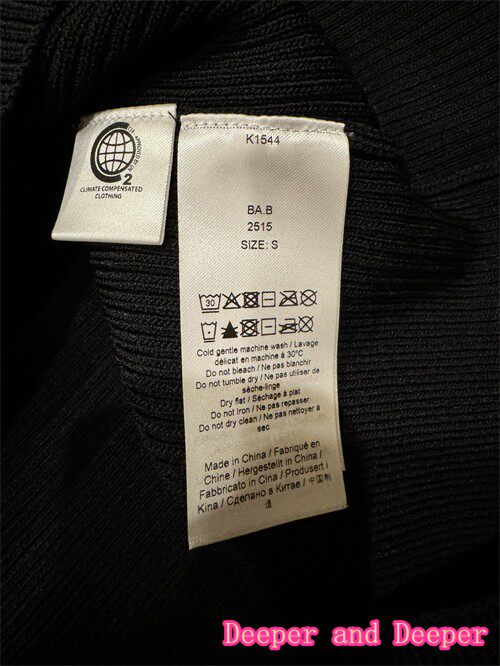 CLIMATE COMPENSATED
CLOTHING
K1544
BA.B
2515
SIZE: S
30
Cold gentle machine wash / Lavage
délicat en machine à 30°C
Do not bleach / Ne pas blanchir
Do not tumble dry / Ne pas utiliser de
sèche-linge
Dry flat / Sèchage à plat
Do not Iron / Ne pas repasser
Do not dry clean / Ne pas nettoyer à
sec
Made in China / Fabriqué en
Chine / Hergestellt in China /
Fabbricato in Cina / Produsert i
Kina / Сделано в Китае / 中国制
造
Deeper and Deeper